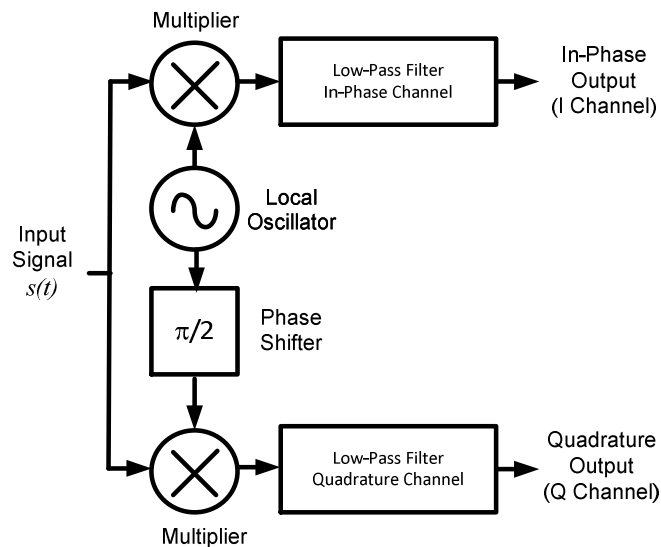 Multiplier
Low-Pass Filter
In-Phase Channel
In-Phase
Output
(I Channel)
Local
Oscillator
Input
Signal
s(t)
π/2
Phase
Shifter
Low-Pass Filter
Quadrature Channel
Quadrature
Output
(Q Channel)
Multiplier